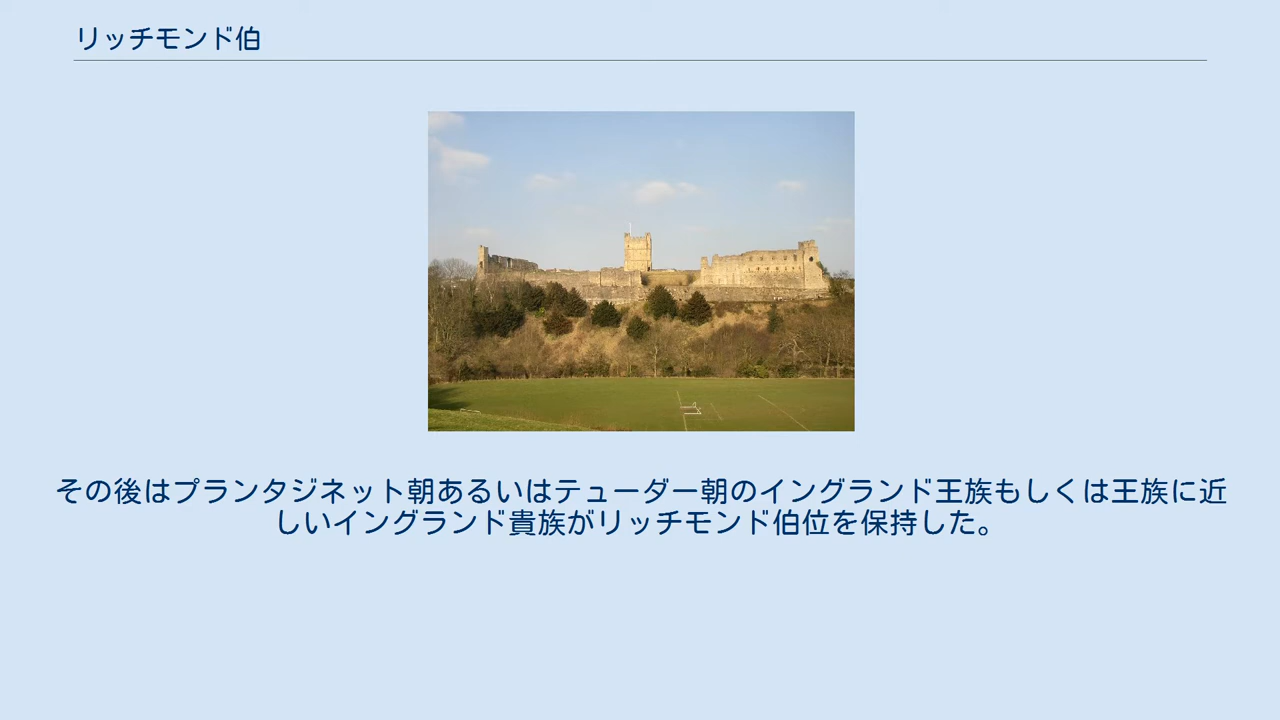 リッチモンド伯
その後はプランタジネット朝あるいはテューダー朝のイングランド王族もしくは王族に近
しいイングランド貴族がリッチモンド伯位を保持した。